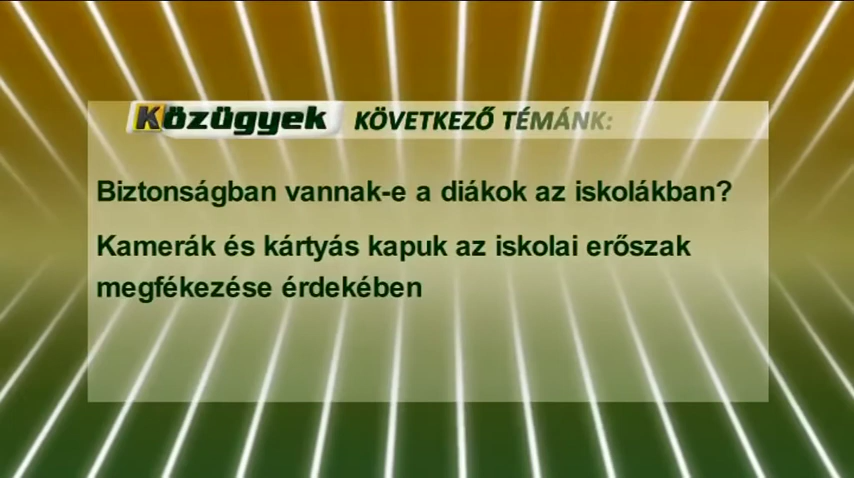 Közügyek KÖVETKEZŐ TÉMÁNK:
Biztonságban vannak-e a diákok az iskolákban?
Kamerák és kártyás kapuk az iskolai erőszak
megfékezése érdekében